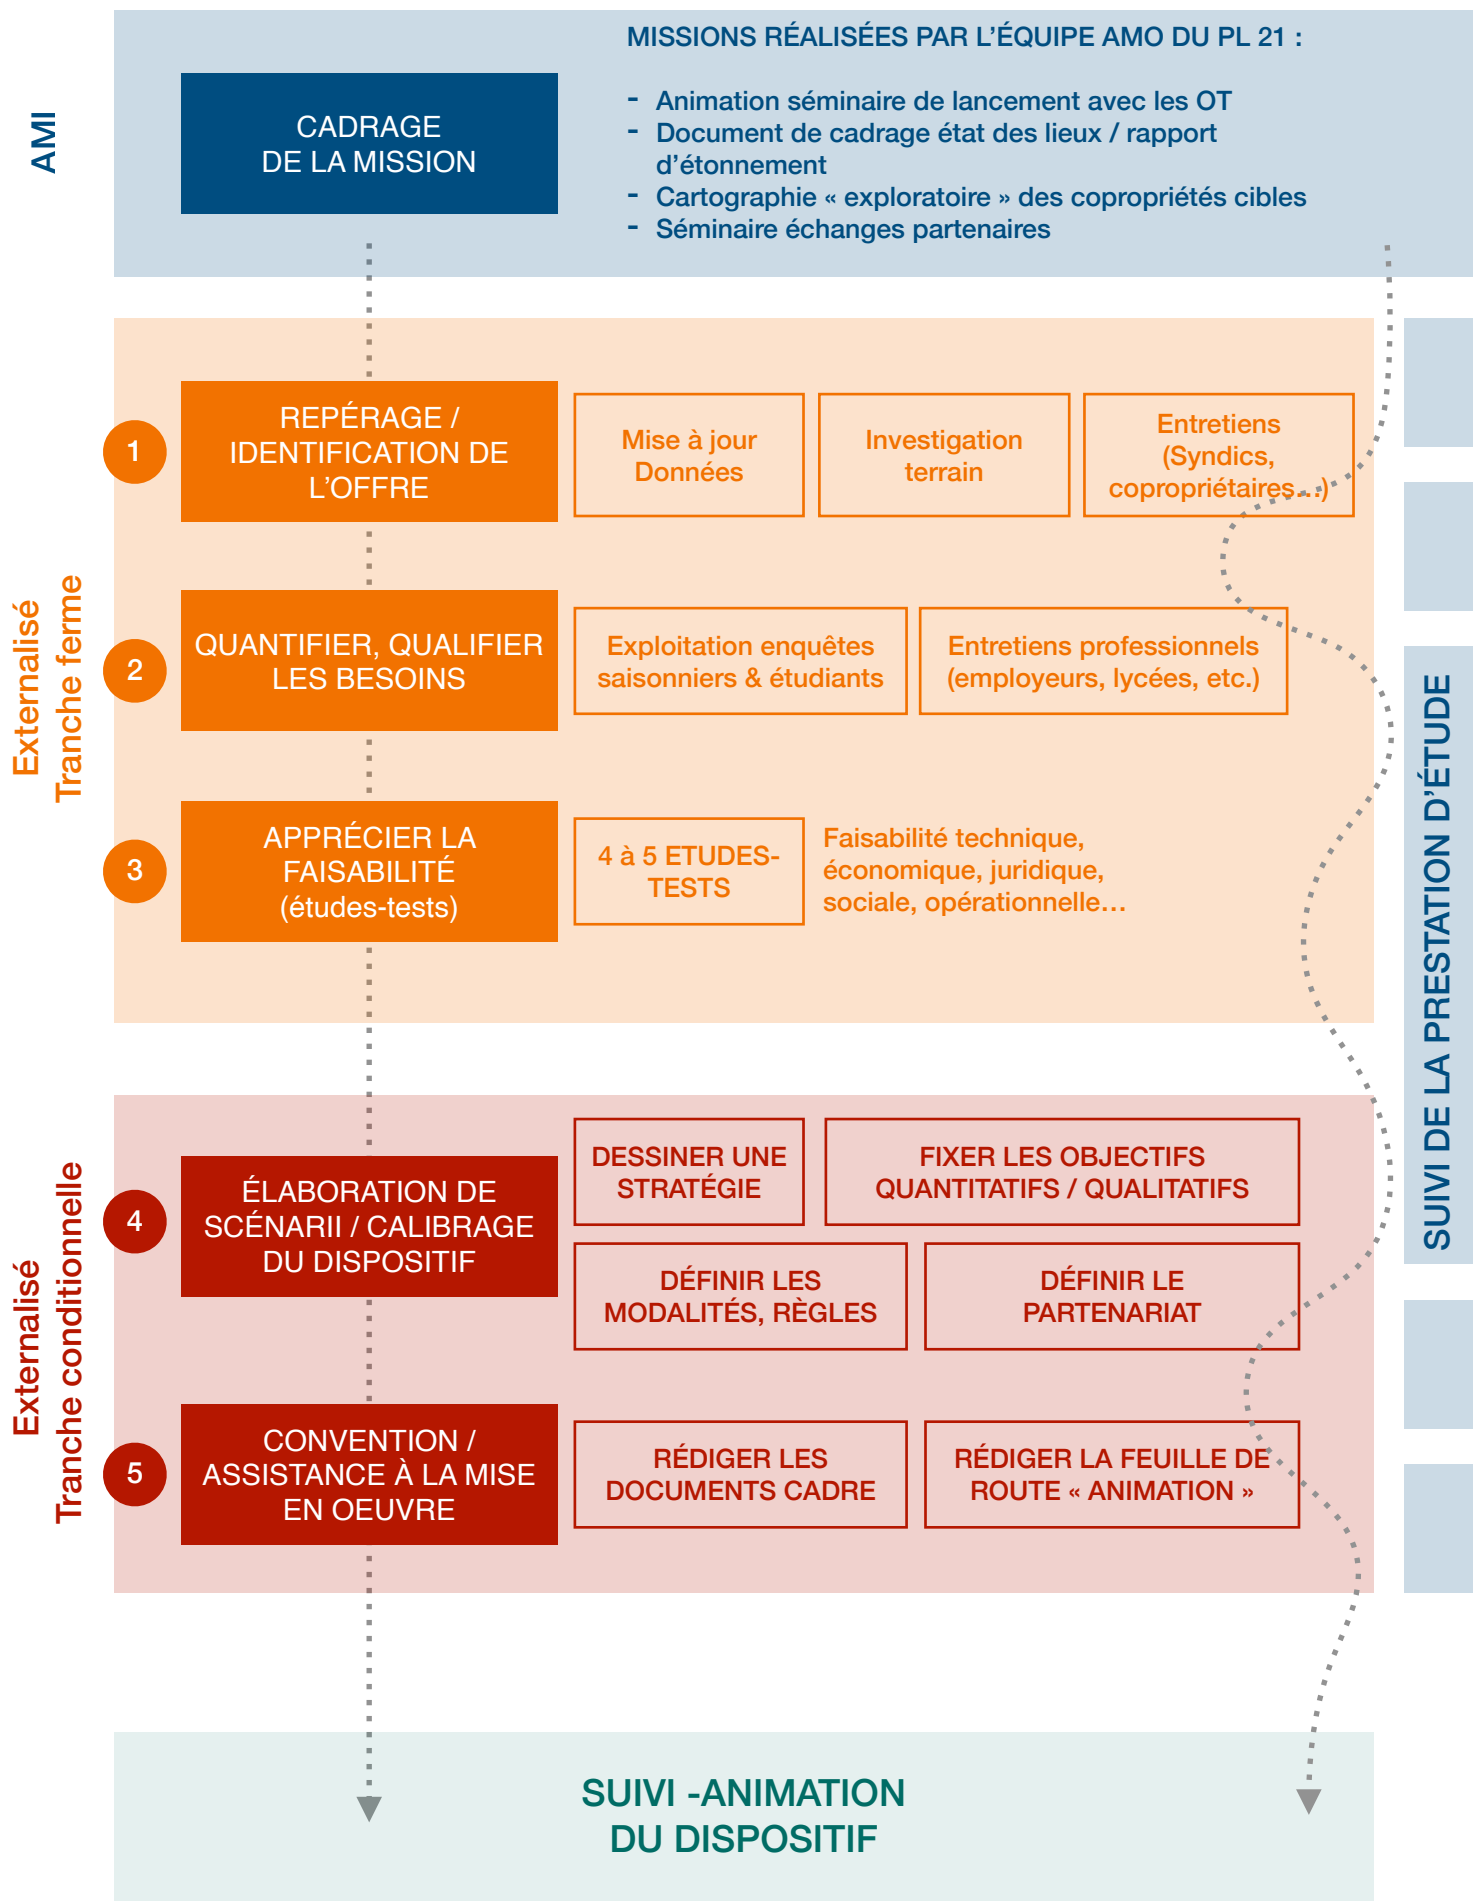 AMI
CADRAGE
DE LA MISSION
MISSIONS RÉALISÉES PAR L'ÉQUIPE AMO DU PL 21 :
- Animation séminaire de lancement avec les OT
- Document de cadrage état des lieux / rapport
d'étonnement
- Cartographie « exploratoire » des copropriétés cibles
- Séminaire échanges partenaires
Externalisé
Tranche ferme
1
REPÉRAGE /
IDENTIFICATION DE
L'OFFRE
Mise à jour
Données
Investigation
terrain
Entretiens
(Syndics,
copropriétaires…)
2
QUANTIFIER, QUALIFIER
LES BESOINS
Exploitation enquêtes
saisonniers & étudiants
Entretiens professionnels
(employeurs, lycées, etc.)
3
APPRÉCIER LA
FAISABILITÉ
(études-tests)
4 à 5 ETUDES-
TESTS
Faisabilité technique,
économique, juridique,
sociale, opérationnelle…
SUIVI DE LA PRESTATION D'ÉTUDE
Externalisé
Tranche conditionnelle
4
ÉLABORATION DE
SCÉNARII / CALIBRAGE
DU DISPOSITIF
DESSINER UNE
STRATÉGIE
FIXER LES OBJECTIFS
QUANTITATIFS / QUALITATIFS
DÉFINIR LES
MODALITÉS, RÈGLES
DÉFINIR LE
PARTENARIAT
5
CONVENTION /
ASSISTANCE À LA MISE
EN OEUVRE
RÉDIGER LES
DOCUMENTS CADRE
RÉDIGER LA FEUILLE DE
ROUTE « ANIMATION »
SUIVI -ANIMATION
DU DISPOSITIF